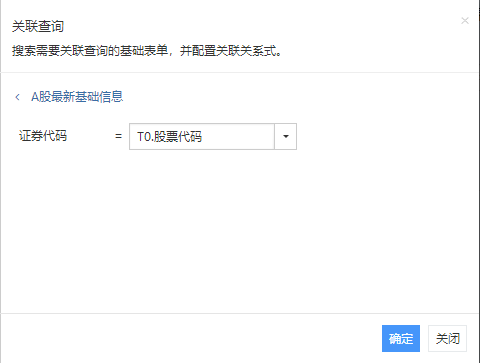 关联查询
×
搜索需要关联查询的基础表单，并配置关联关系式。
‹ A股最新基础信息
证券代码 = T0.股票代码
确定 关闭